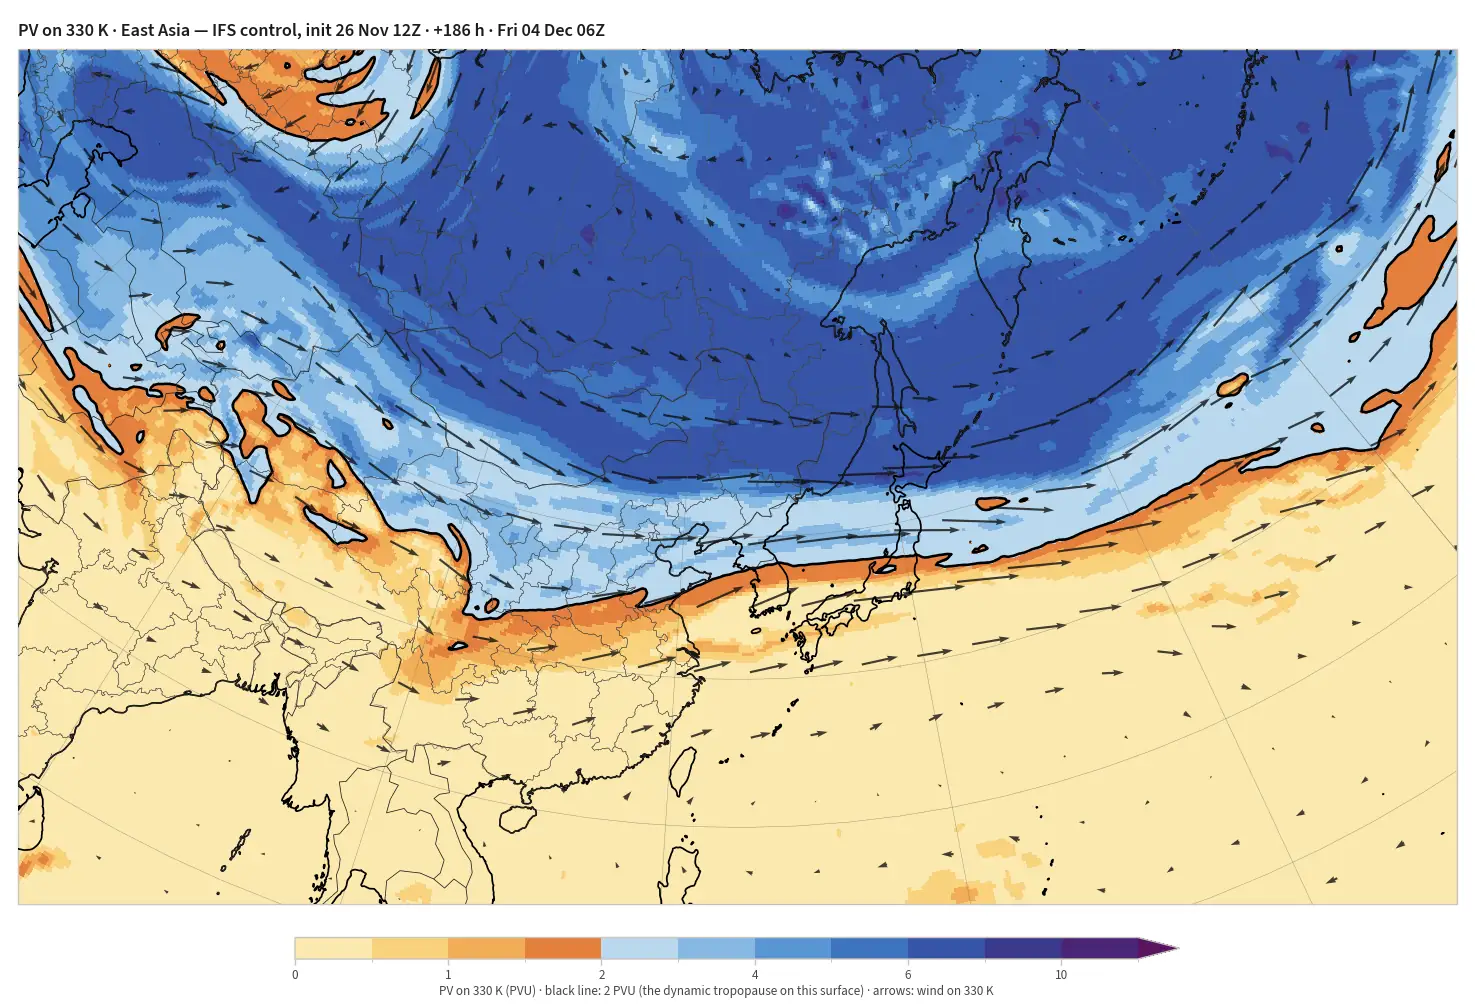 PV on 330 K · East Asia — IFS control, init 26 Nov 12Z · +186 h · Fri 04 Dec 06Z
0 1 2 4 6 10
PV on 330 K (PVU) · black line: 2 PVU (the dynamic tropopause on this surface) · arrows: wind on 330 K